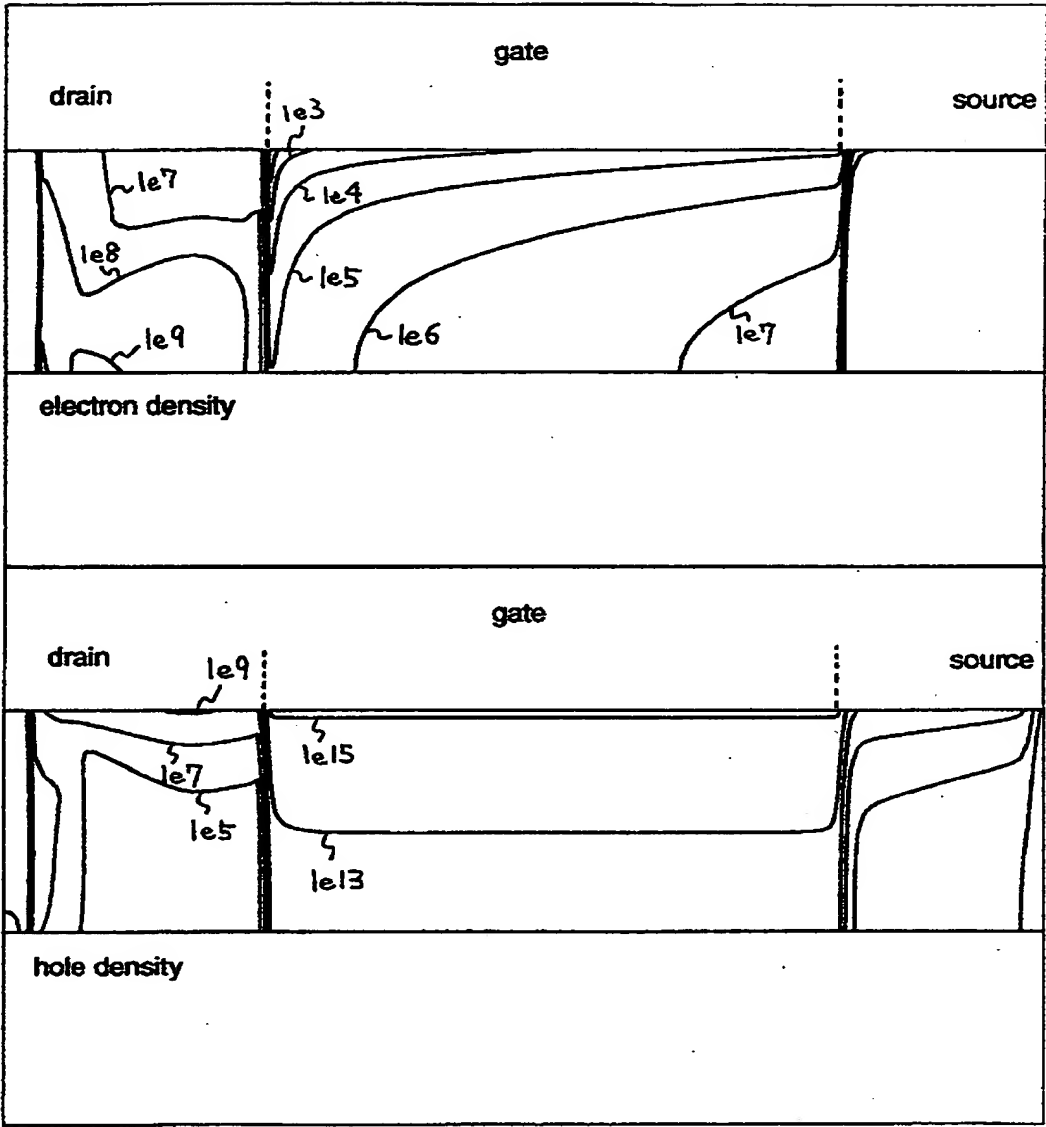 gate
drain
source
1e3
1e7
1e4
1e8
1e5
1e9
1e6
1e7
electron density
gate
drain
source
1e9
1e15
1e7
1e5
1e13
hole density